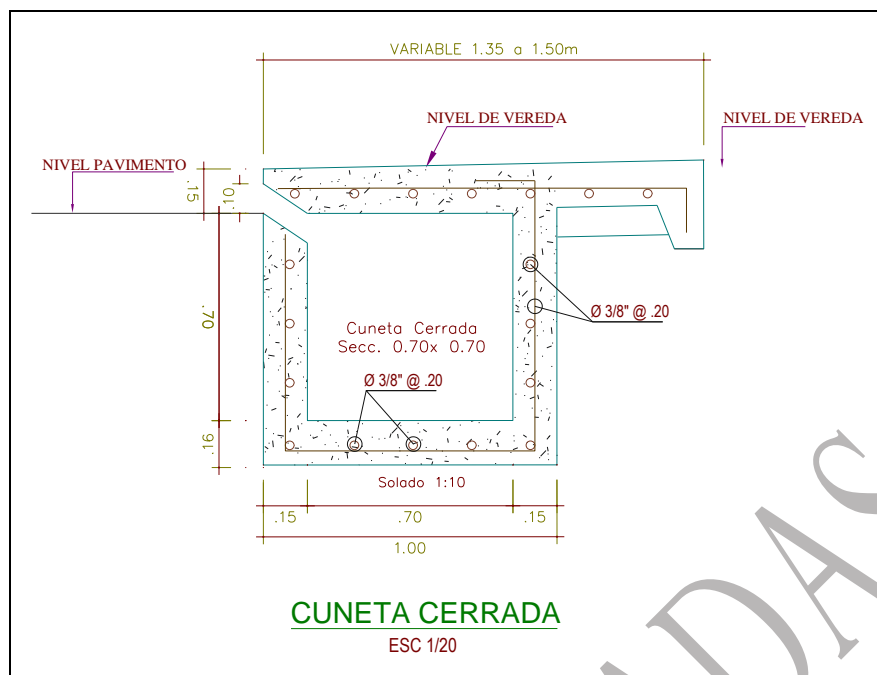 VARIABLE 1.35 a 1.50m
NIVEL DE VEREDA
NIVEL DE VEREDA
NIVEL PAVIMENTO
.15
.10
.70
Ø 3/8" @ .20
Cuneta Cerrada
Secc. 0.70x 0.70
Ø 3/8" @ .20
.16
Solado 1:10
.15
.70
.15
1.00
CUNETA CERRADA
ESC 1/20
ADAS